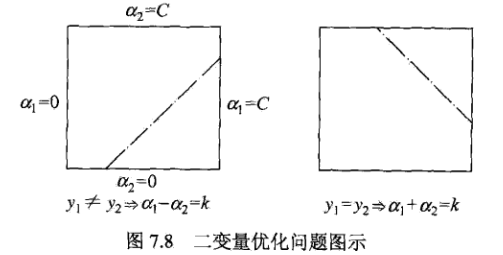 α₂=C
α₁=0
α₁=C
α₂=0
y₁≠y₂⇒α₁-α₂=k
y₁=y₂⇒α₁+α₂=k
图 7.8 二变量优化问题图示